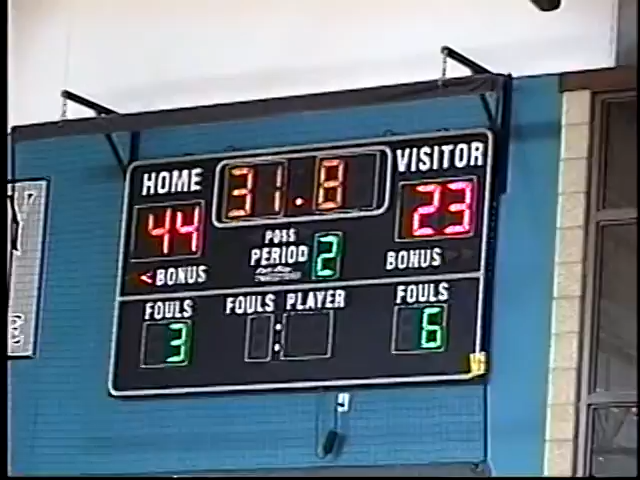 HOME
31.8
VISITOR
44
23
POSS
PERIOD 2
< BONUS
BONUS
FOULS
FOULS PLAYER
FOULS
3
:
6